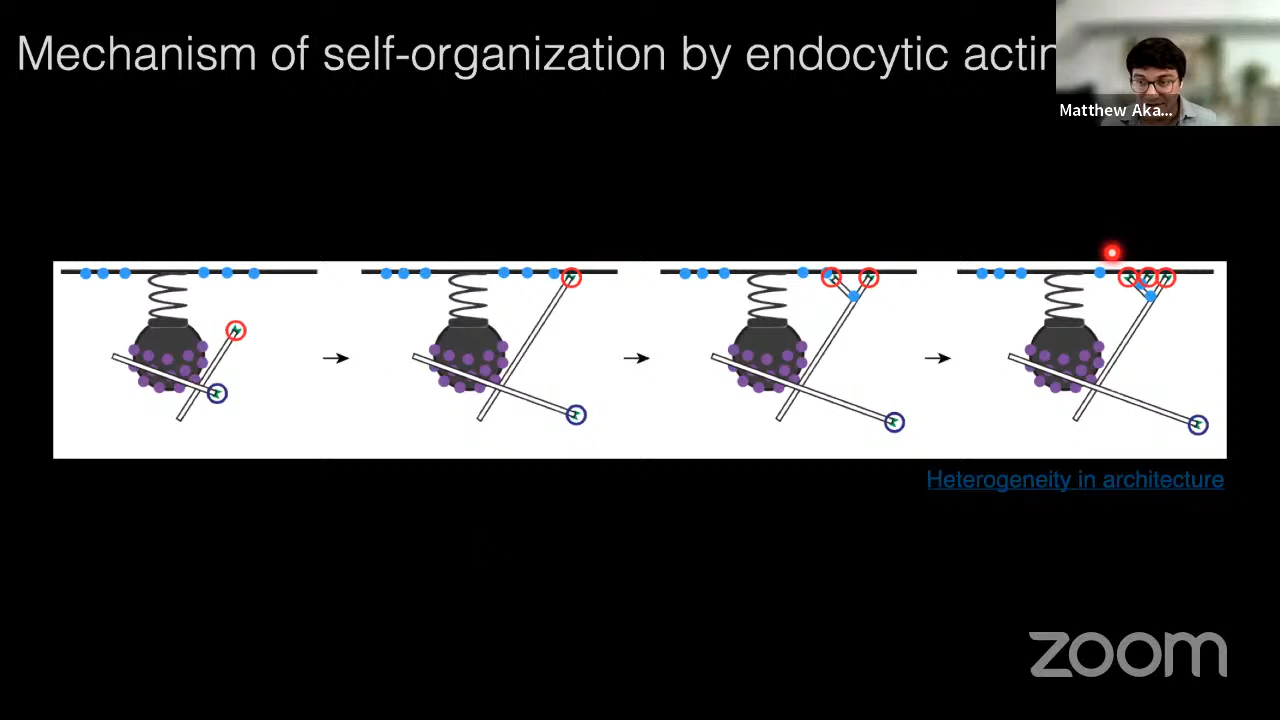 Mechanism of self-organization by endocytic actin
Matthew Aka...
Heterogeneity in architecture
zoom